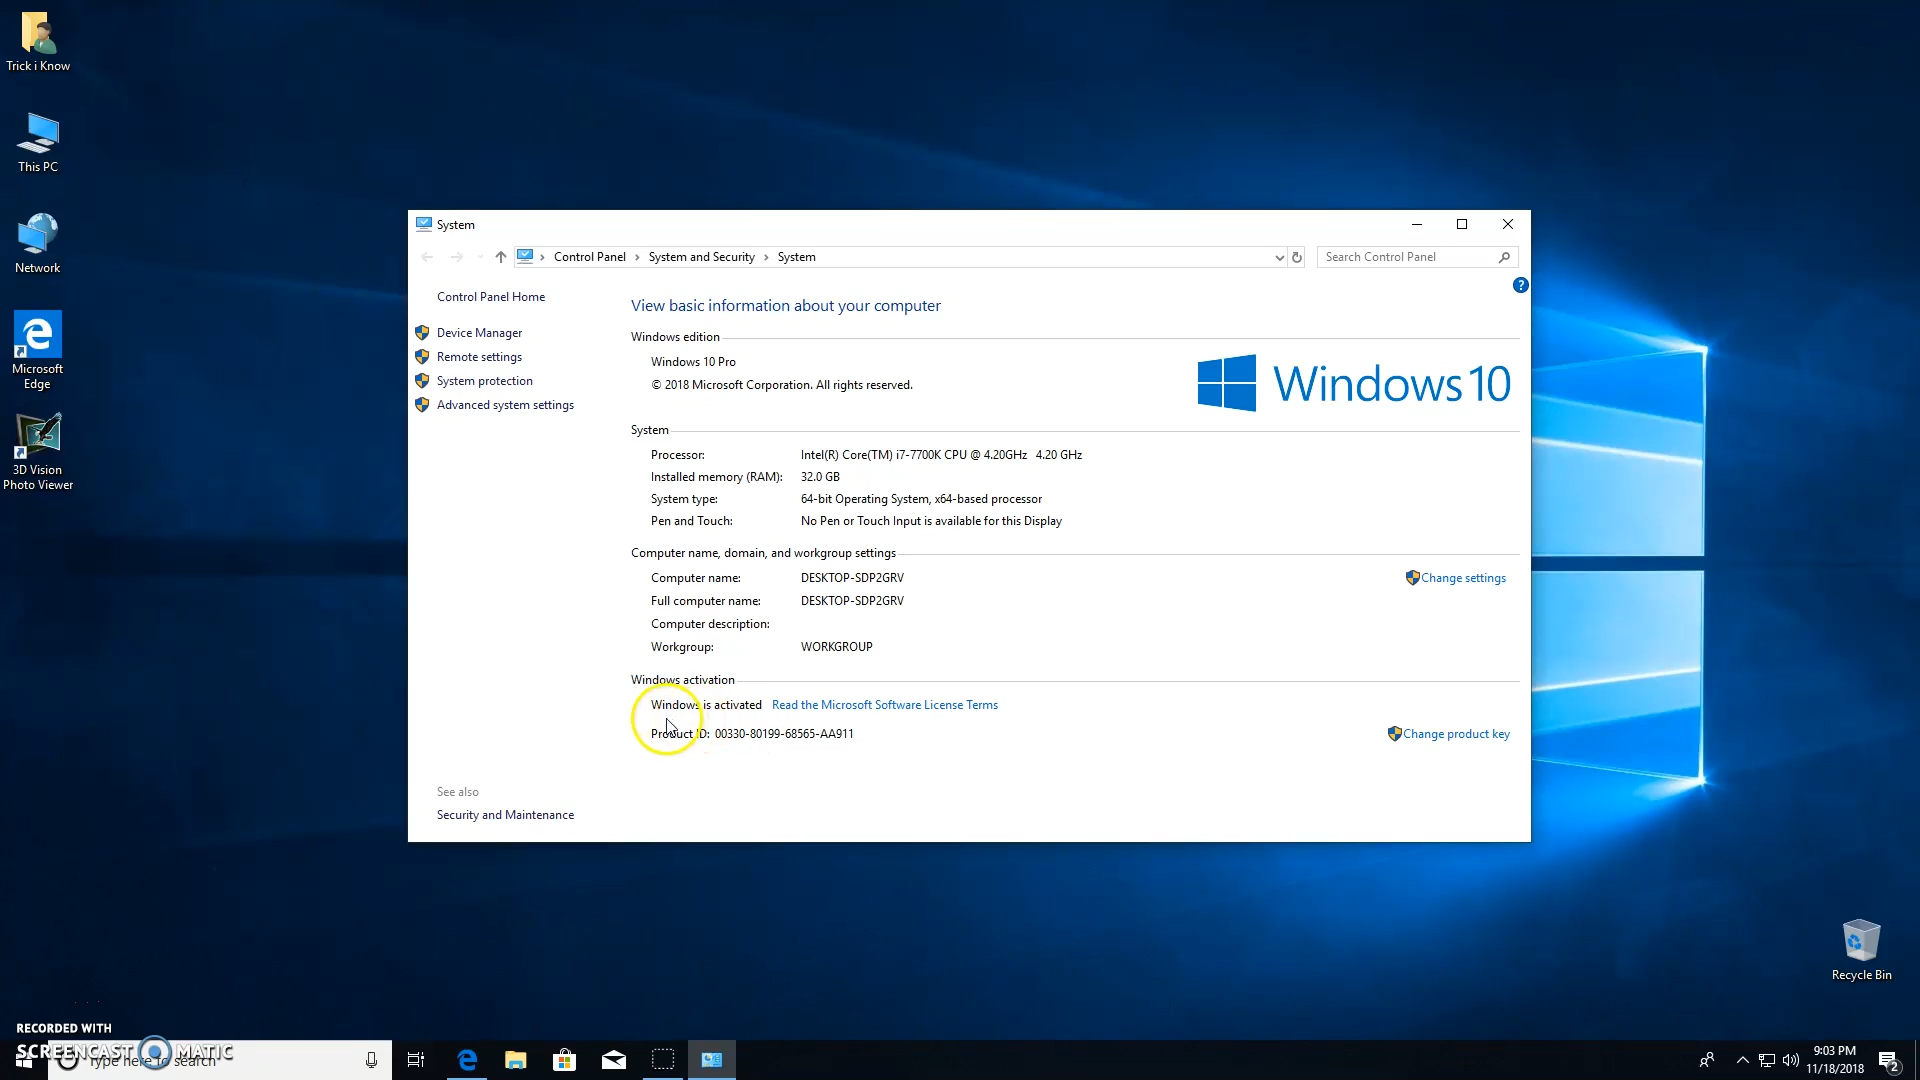 Trick i Know
This PC
Network
Microsoft
Edge
3D Vision
Photo Viewer
System
Control Panel › System and Security › System
Search Control Panel
?
Control Panel Home
Device Manager
Remote settings
System protection
Advanced system settings
View basic information about your computer
Windows edition
Windows 10 Pro
© 2018 Microsoft Corporation. All rights reserved.
Windows 10
System
Processor: Intel(R) Core(TM) i7-7700K CPU @ 4.20GHz 4.20 GHz
Installed memory (RAM): 32.0 GB
System type: 64-bit Operating System, x64-based processor
Pen and Touch: No Pen or Touch Input is available for this Display
Computer name, domain, and workgroup settings
Computer name: DESKTOP-SDP2GRV
Change settings
Full computer name: DESKTOP-SDP2GRV
Computer description:
Workgroup: WORKGROUP
Windows activation
Windows is activated Read the Microsoft Software License Terms
Product ID: 00330-80199-68565-AA911
Change product key
See also
Security and Maintenance
Recycle Bin
RECORDED WITH
SCREENCAST MATIC
Type here to search
9:03 PM
11/18/2018
2